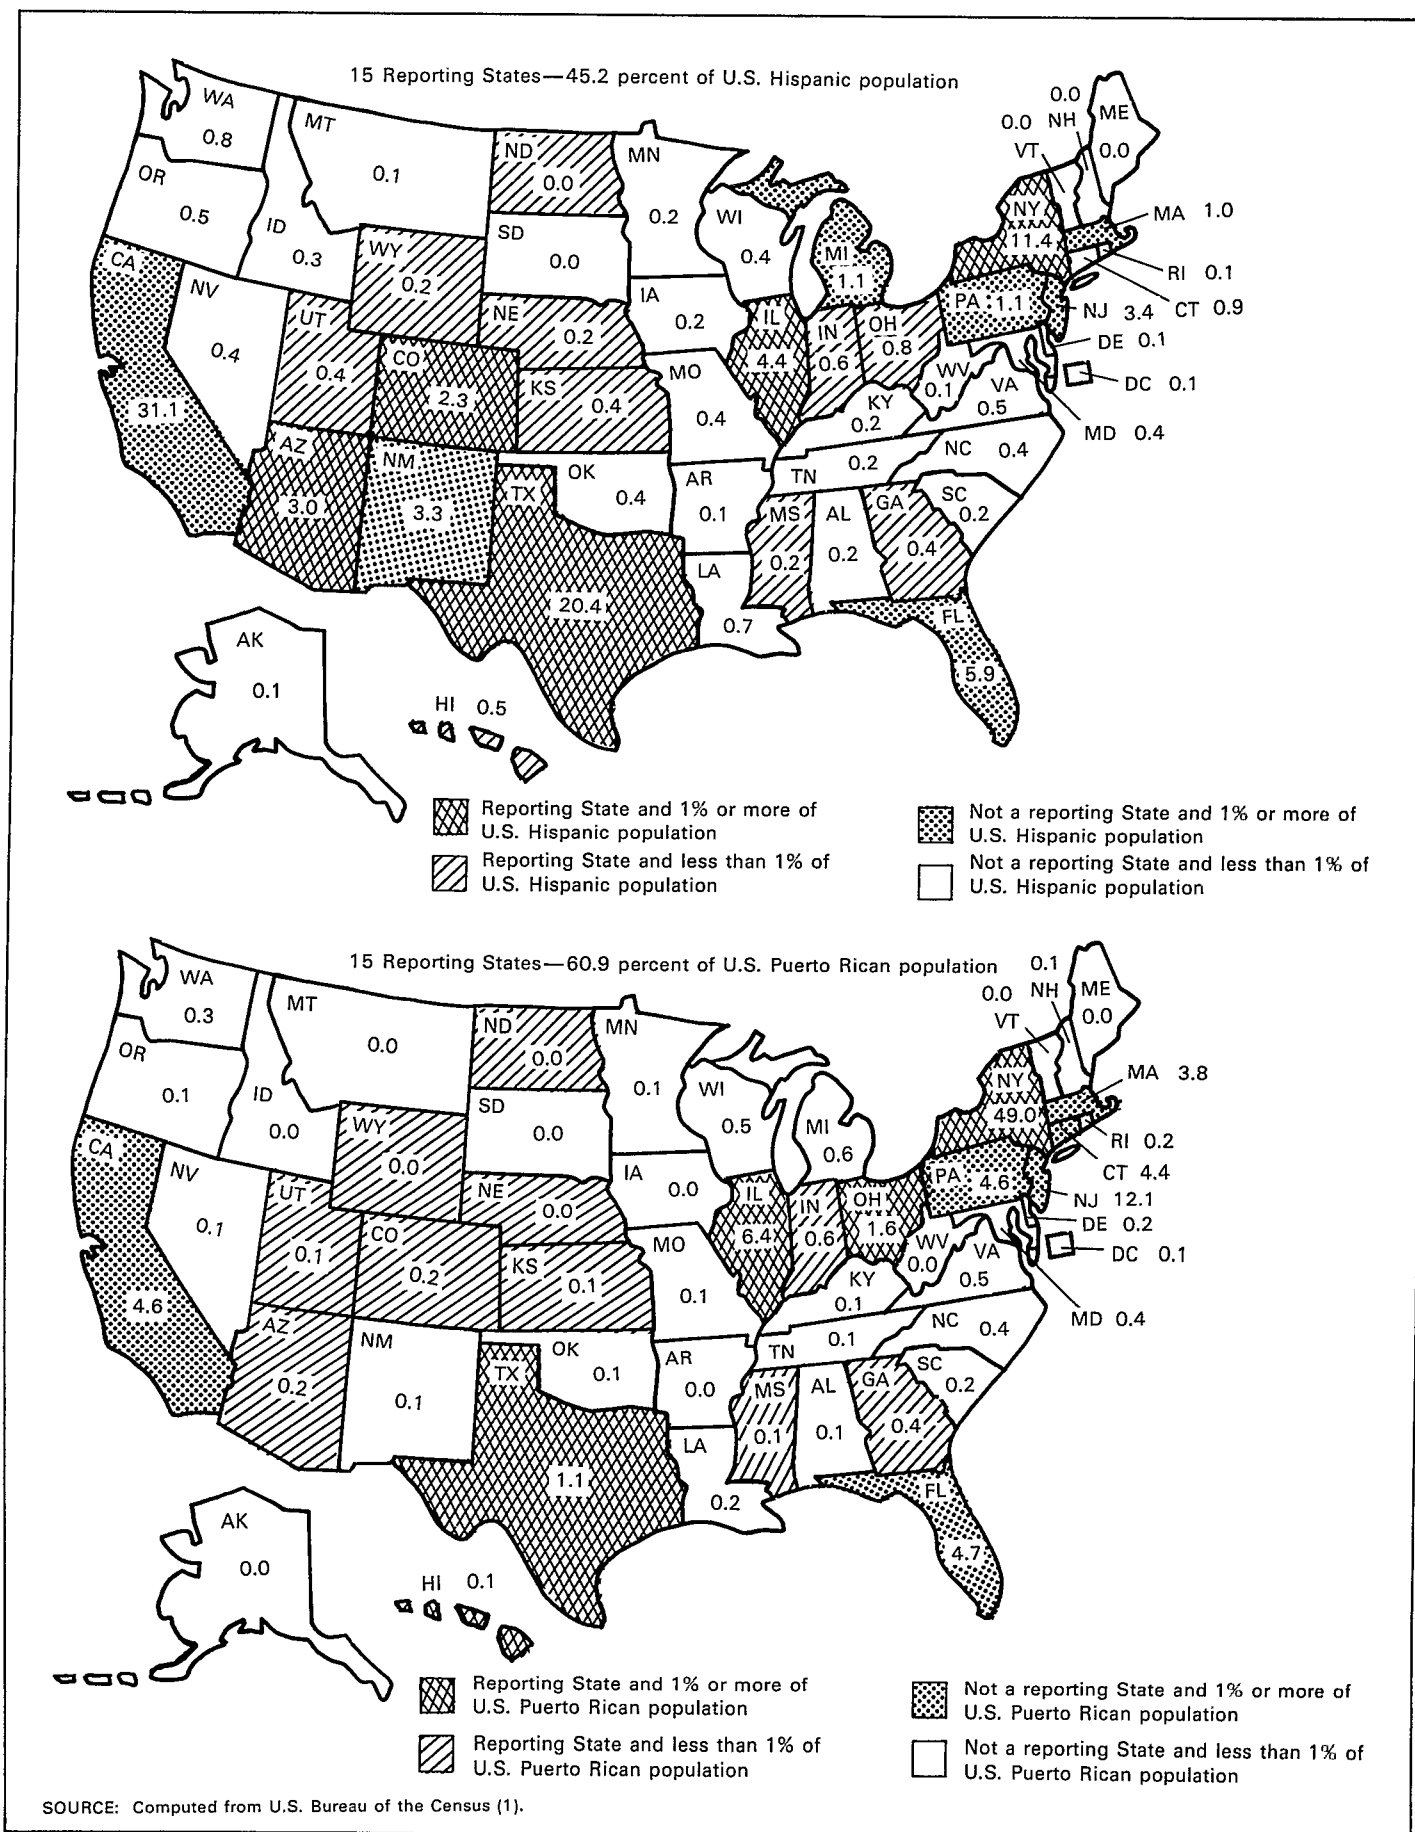 15 Reporting States—45.2 percent of U.S. Hispanic population
WA
0.8
MT
0.1
OR
0.5
ID
0.3
ND
0.0
MN
0.2
WI
0.4
MI
1.1
0.0
VT
0.0
NH
ME
0.0
NY
11.4
MA 1.0
RI 0.1
CT 0.9
NJ 3.4
DE 0.1
DC 0.1
MD 0.4
CA
31.1
NV
0.4
WY
0.2
SD
0.0
UT
0.4
NE
0.2
IA
0.2
IL
4.4
IN
0.6
OH
0.8
PA 1.1
WV
0.1
VA
0.5
CO
2.3
KS
0.4
MO
0.4
KY
0.2
NC 0.4
TN
0.2
SC
0.2
AZ
3.0
NM
3.3
TX
20.4
OK
0.4
AR
0.1
MS
0.2
AL
0.2
GA
0.4
LA
0.7
FL
5.9
AK
0.1
HI 0.5
Reporting State and 1% or more of
U.S. Hispanic population
Reporting State and less than 1% of
U.S. Hispanic population
Not a reporting State and 1% or more of
U.S. Hispanic population
Not a reporting State and less than 1% of
U.S. Hispanic population
15 Reporting States—60.9 percent of U.S. Puerto Rican population
WA
0.3
MT
0.0
OR
0.1
ID
0.0
ND
0.0
MN
0.1
WI
0.5
MI
0.6
0.0
VT
0.1
NH
ME
0.0
NY
49.0
MA 3.8
RI 0.2
CT 4.4
NJ 12.1
DE 0.2
DC 0.1
MD 0.4
CA
4.6
NV
0.1
WY
0.0
SD
0.0
UT
0.1
NE
0.0
IA
0.0
IL
6.4
IN
0.6
OH
1.6
PA 4.6
WV
0.0
VA
0.5
CO
0.2
KS
0.1
MO
0.1
KY
0.1
NC
0.4
TN
0.1
SC
0.2
AZ
0.2
NM
0.1
TX
1.1
OK
0.1
AR
0.0
MS
0.1
AL
0.1
GA
0.4
LA
0.2
FL
4.7
AK
0.0
HI 0.1
Reporting State and 1% or more of
U.S. Puerto Rican population
Reporting State and less than 1% of
U.S. Puerto Rican population
Not a reporting State and 1% or more of
U.S. Puerto Rican population
Not a reporting State and less than 1% of
U.S. Puerto Rican population
SOURCE: Computed from U.S. Bureau of the Census (1).